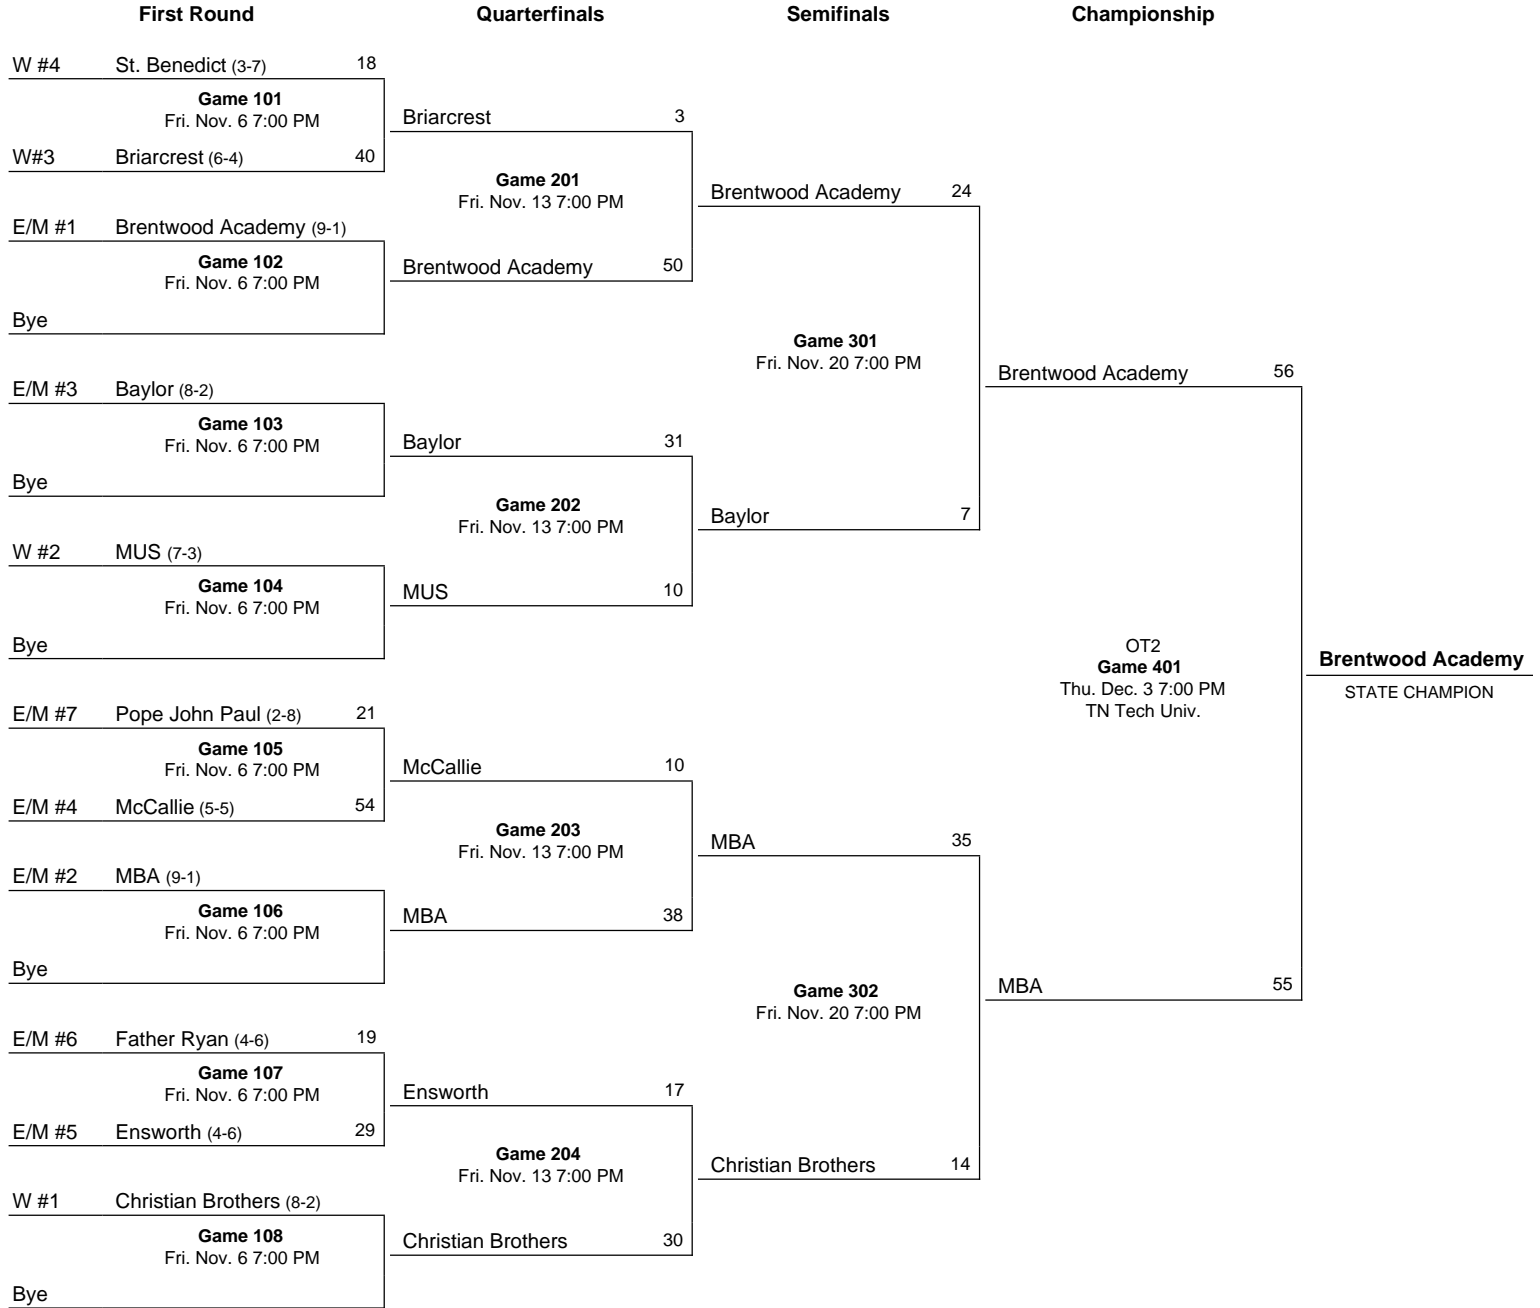 First Round Quarterfinals Semifinals Championship
W #4 St. Benedict (3-7) 18
Game 101
Fri. Nov. 6 7:00 PM
W#3 Briarcrest (6-4) 40
E/M #1 Brentwood Academy (9-1)
Game 102
Fri. Nov. 6 7:00 PM
Bye
E/M #3 Baylor (8-2)
Game 103
Fri. Nov. 6 7:00 PM
Bye
W #2 MUS (7-3)
Game 104
Fri. Nov. 6 7:00 PM
Bye
E/M #7 Pope John Paul (2-8) 21
Game 105
Fri. Nov. 6 7:00 PM
E/M #4 McCallie (5-5) 54
E/M #2 MBA (9-1)
Game 106
Fri. Nov. 6 7:00 PM
Bye
E/M #6 Father Ryan (4-6) 19
Game 107
Fri. Nov. 6 7:00 PM
E/M #5 Ensworth (4-6) 29
W #1 Christian Brothers (8-2)
Game 108
Fri. Nov. 6 7:00 PM
Bye
Briarcrest 3
Game 201
Fri. Nov. 13 7:00 PM
Brentwood Academy 50
Baylor 31
Game 202
Fri. Nov. 13 7:00 PM
MUS 10
McCallie 10
Game 203
Fri. Nov. 13 7:00 PM
MBA 38
Ensworth 17
Game 204
Fri. Nov. 13 7:00 PM
Christian Brothers 30
Brentwood Academy 24
Game 301
Fri. Nov. 20 7:00 PM
Baylor 7
MBA 35
Game 302
Fri. Nov. 20 7:00 PM
Christian Brothers 14
Brentwood Academy 56
OT2
Game 401
Thu. Dec. 3 7:00 PM
TN Tech Univ.
MBA 55
Brentwood Academy
STATE CHAMPION